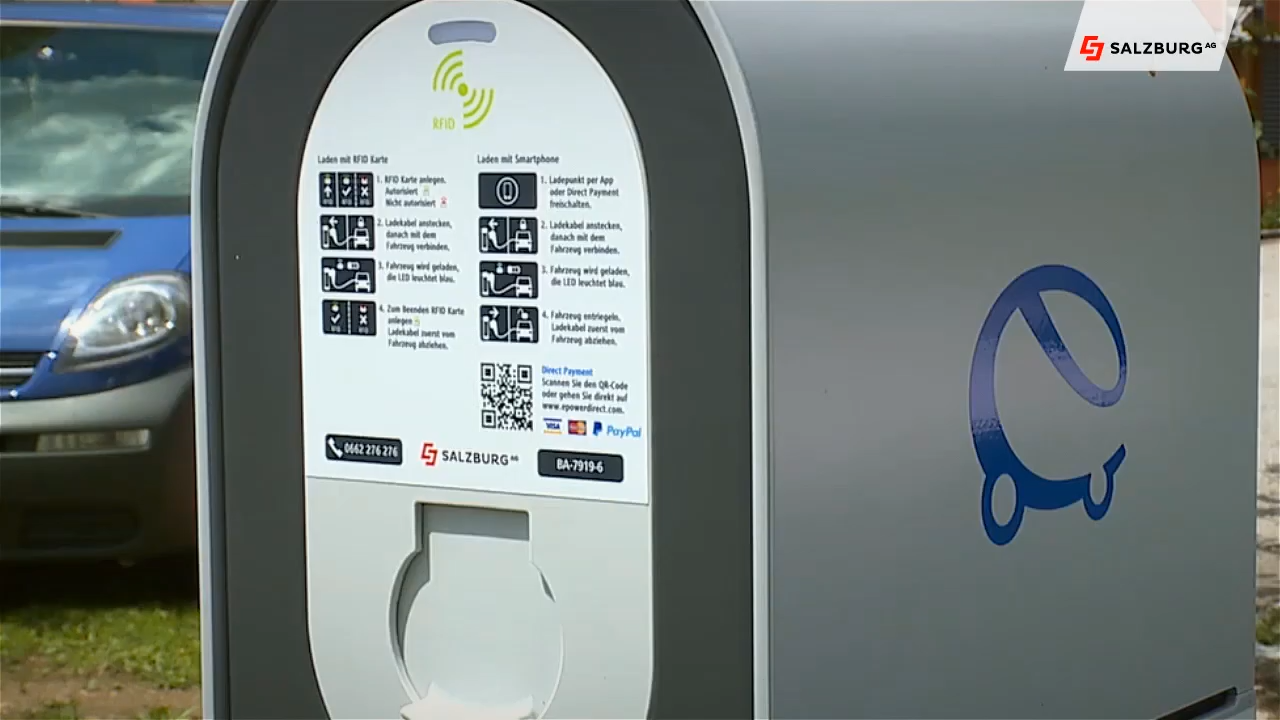 SALZBURG AG
RFID
Laden mit RFID Karte
1. RFID Karte anlegen.
Autorisiert
Nicht autorisiert
2. Ladekabel anstecken,
danach mit dem
Fahrzeug verbinden.
3. Fahrzeug wird geladen,
die LED leuchtet blau.
4. Zum Beenden RFID Karte
anlegen
Ladekabel zuerst vom
Fahrzeug abziehen.
Laden mit Smartphone
1. Ladepunkt per App
oder Direct Payment
freischalten.
2. Ladekabel anstecken,
danach mit dem
Fahrzeug verbinden.
3. Fahrzeug wird geladen,
die LED leuchtet blau.
4. Fahrzeug entriegeln.
Ladekabel zuerst vom
Fahrzeug abziehen.
Direct Payment
Scannen Sie den QR-Code
oder gehen Sie direkt auf
www.epowerdirect.com.
VISA PayPal
0662 276 276
SALZBURG AG
BA-7919-6